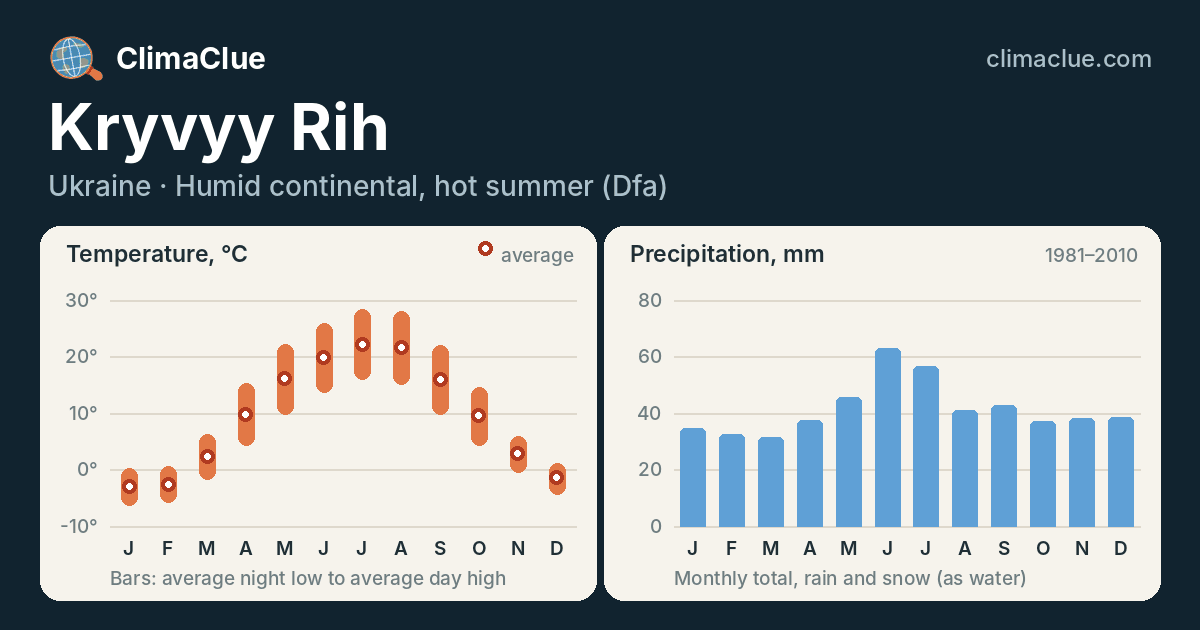 ClimaClue
climaclue.com
Kryvyy Rih
Ukraine · Humid continental, hot summer (Dfa)
Temperature, °C
average
30°
20°
10°
0°
-10°
J F M A M J J A S O N D
Bars: average night low to average day high
Precipitation, mm
1981–2010
80
60
40
20
0
J F M A M J J A S O N D
Monthly total, rain and snow (as water)